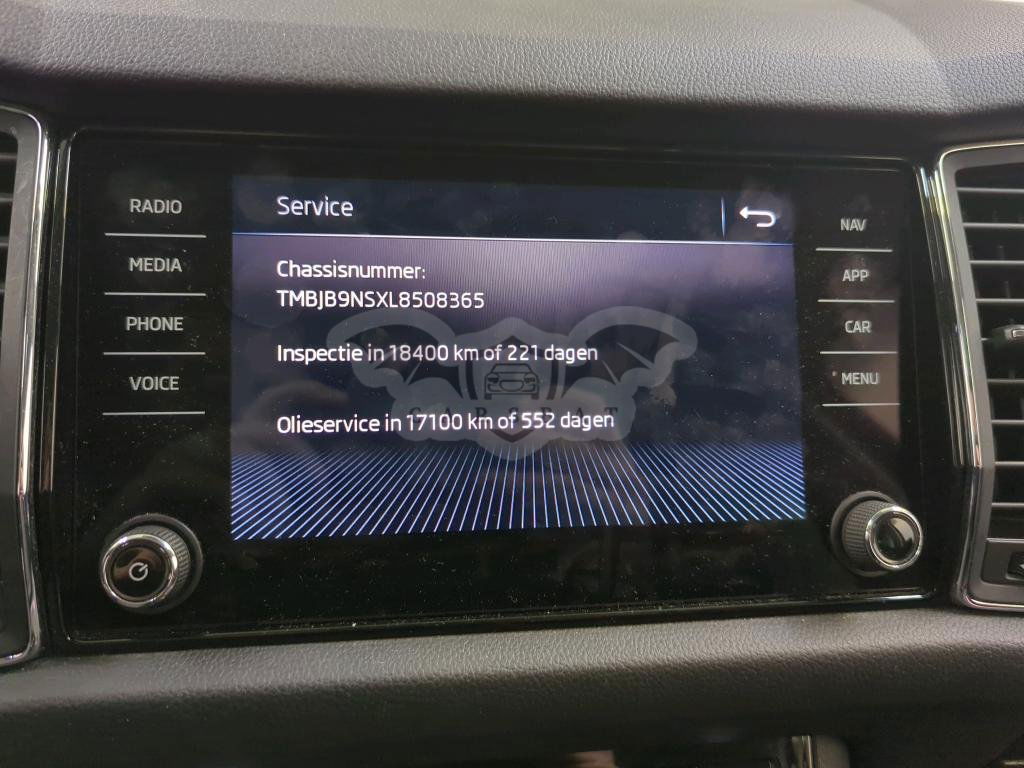 RADIO
MEDIA
PHONE
VOICE
Service
Chassisnummer:
TMBJB9NSXL8508365
Inspectie in 18400 km of 221 dagen
Olieservice in 17100 km of 552 dagen
NAV
APP
CAR
MENU